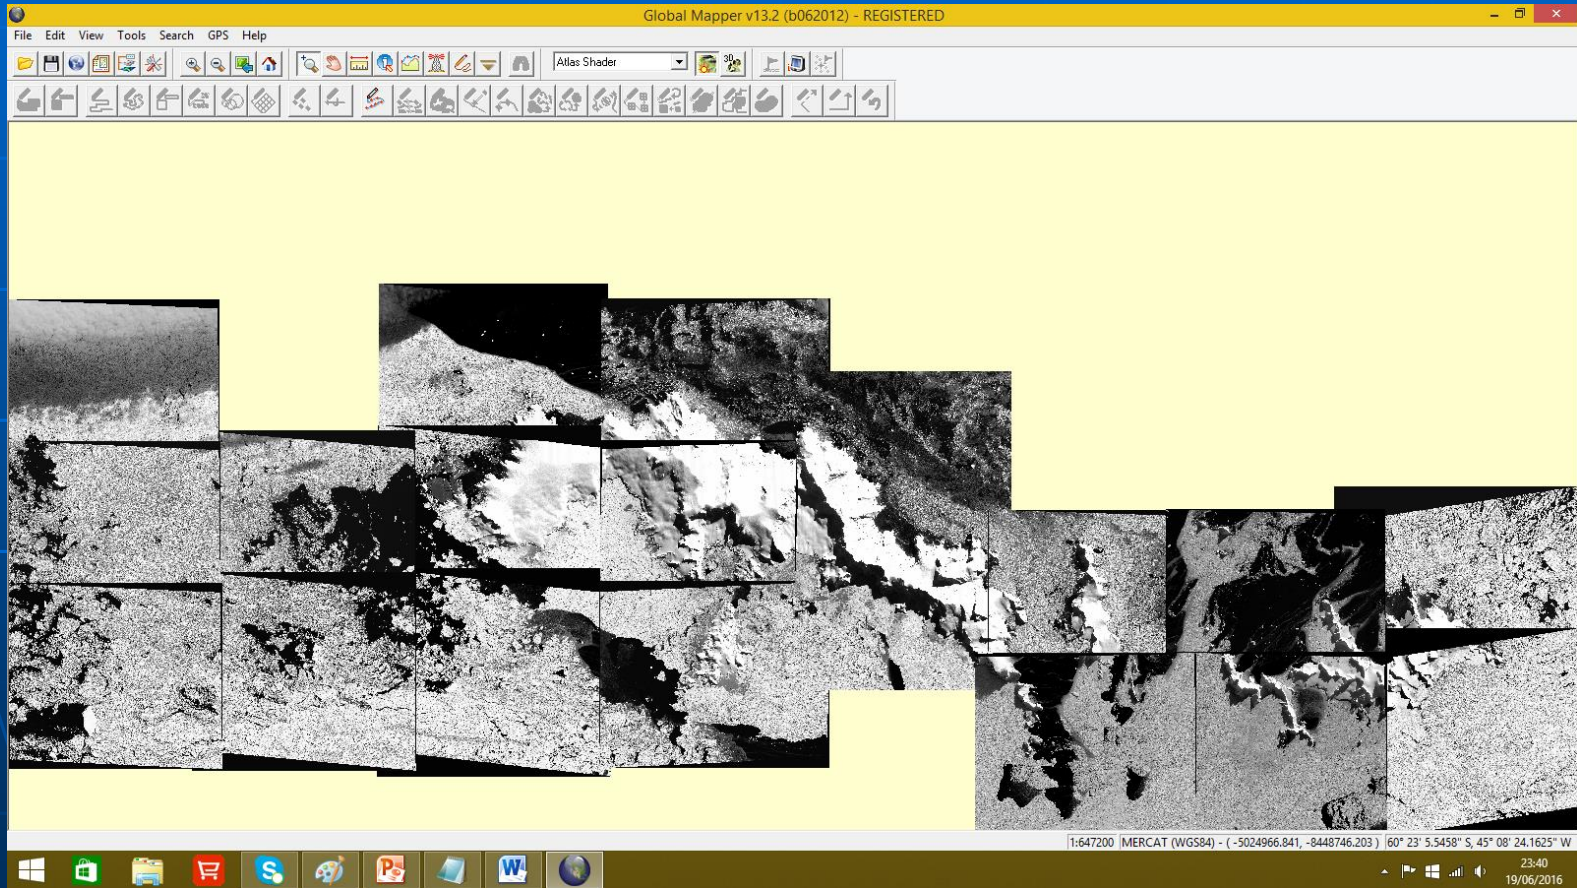 Global Mapper v13.2 (b062012) - REGISTERED
File Edit View Tools Search GPS Help
Atlas Shader
1:647200 MERCAT (WGS84) - ( -5024966.841, -8448746.203 ) 60° 23' 5.5458" S, 45° 08' 24.1625" W
23:40
19/06/2016